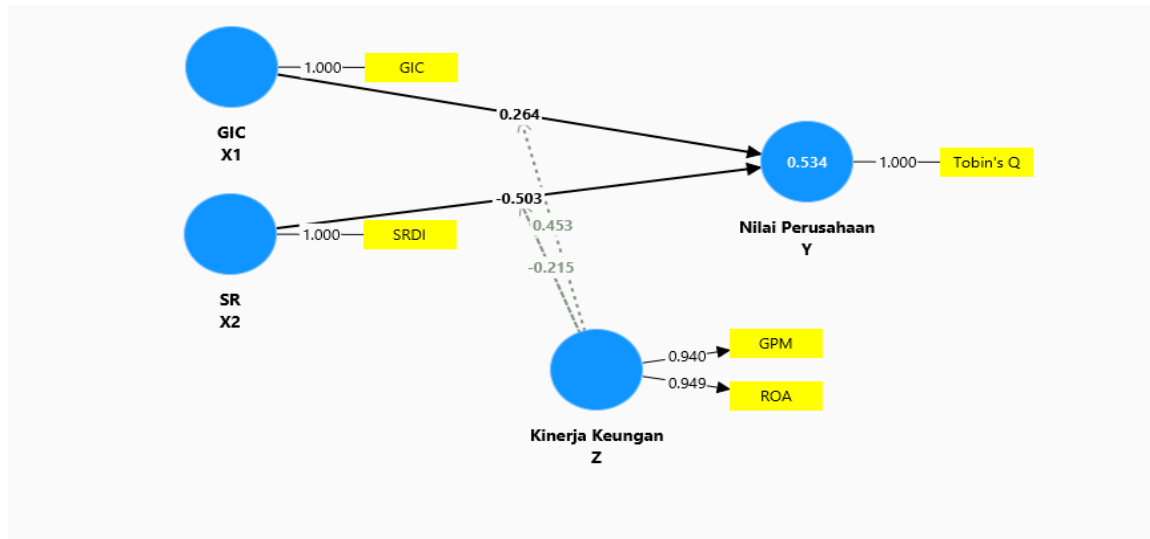 1.000
GIC
GIC
X1
0.264
0.534
1.000
Tobin's Q
Nilai Perusahaan
Y
-0.503
1.000
SRDI
SR
X2
0.453
-0.215
0.940
GPM
0.949
ROA
Kinerja Keungan
Z